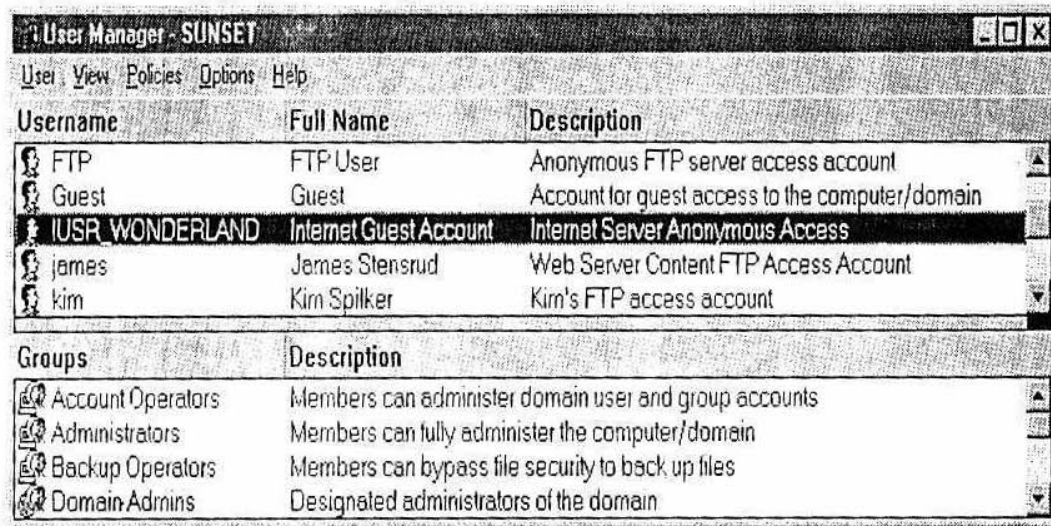 User Manager - SUNSET
User View Policies Options Help
Username Full Name Description
FTP FTP User Anonymous FTP server access account
Guest Guest Account for guest access to the computer/domain
IUSR_WONDERLAND Internet Guest Account Internet Server Anonymous Access
james James Stensrud Web Server Content FTP Access Account
kim Kim Spilker Kim's FTP access account
Groups Description
Account Operators Members can administer domain user and group accounts
Administrators Members can fully administer the computer/domain
Backup Operators Members can bypass file security to back up files
Domain Admins Designated administrators of the domain